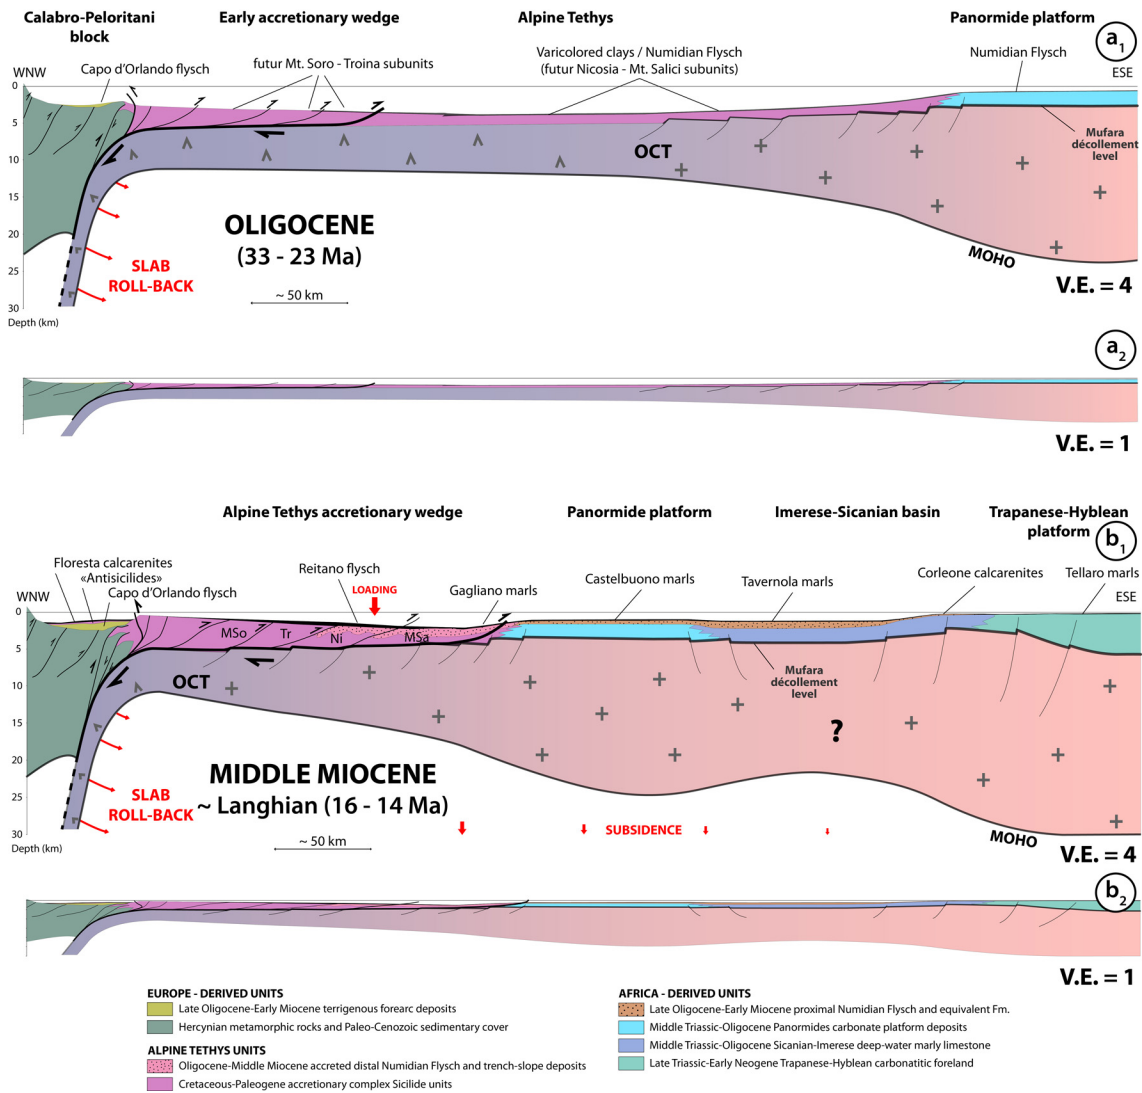 Calabro-Peloritani
block
Early accretionary wedge
Alpine Tethys
Panormide platform
a1
WNW
Capo d'Orlando flysch
futur Mt. Soro - Troina subunits
Varicolored clays / Numidian Flysch
(futur Nicosia - Mt. Salici subunits)
Numidian Flysch
ESE
0
5
10
15
20
25
30
Depth (km)
OCT
Mufara
décollement
level
OLIGOCENE
(33 - 23 Ma)
SLAB
ROLL-BACK
~ 50 km
MOHO
V.E. = 4
a2
V.E. = 1
Alpine Tethys accretionary wedge
Panormide platform
Imerese-Sicanian basin
Trapanese-Hyblean
platform
b1
Floresta calcarenites
«Antisicilides»
Capo d'Orlando flysch
WNW
Reitano flysch
LOADING
Gagliano marls
Castelbuono marls
Tavernola marls
Corleone calcarenites
Tellaro marls
ESE
0
5
10
15
20
25
30
Depth (km)
MSo
Tr
Ni
MSa
OCT
Mufara
décollement
level
?
MIDDLE MIOCENE
~ Langhian (16 - 14 Ma)
SLAB
ROLL-BACK
~ 50 km
SUBSIDENCE
MOHO
V.E. = 4
b2
V.E. = 1
EUROPE - DERIVED UNITS
Late Oligocene-Early Miocene terrigenous forearc deposits
Hercynian metamorphic rocks and Paleo-Cenozoic sedimentary cover
ALPINE TETHYS UNITS
Oligocene-Middle Miocene accreted distal Numidian Flysch and trench-slope deposits
Cretaceous-Paleogene accretionary complex Sicilide units
AFRICA - DERIVED UNITS
Late Oligocene-Early Miocene proximal Numidian Flysch and equivalent Fm.
Middle Triassic-Oligocene Panormides carbonate platform deposits
Middle Triassic-Oligocene Sicanian-Imerese deep-water marly limestone
Late Triassic-Early Neogene Trapanese-Hyblean carbonatitic foreland